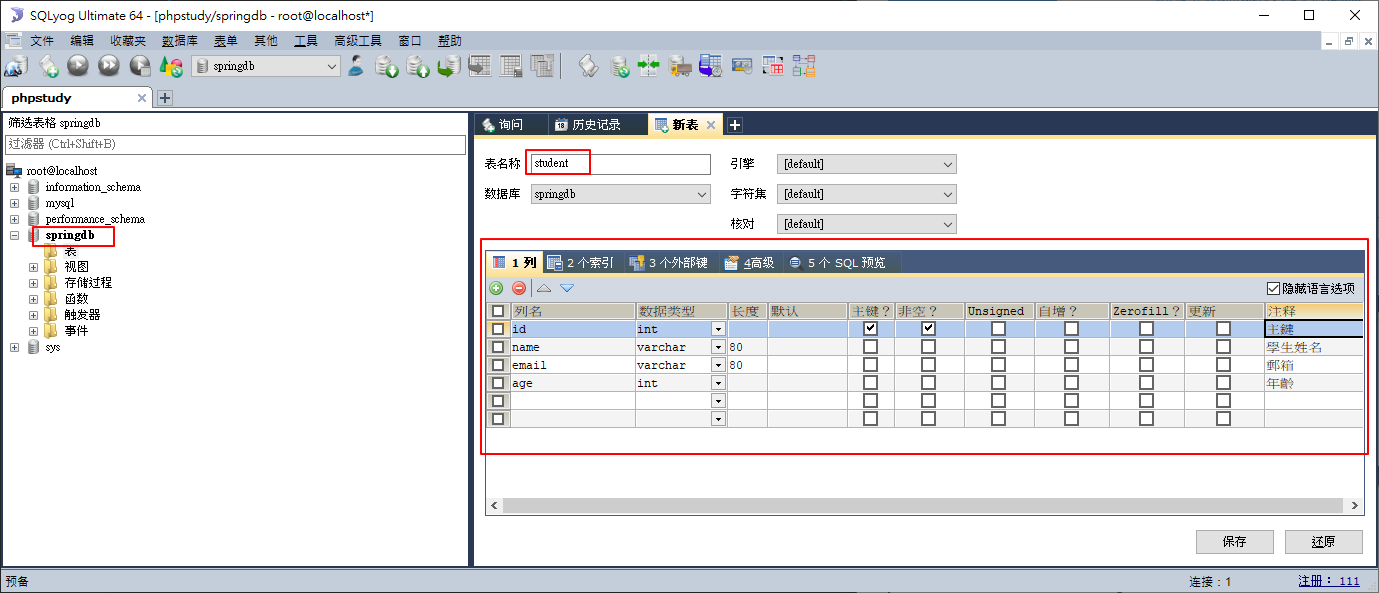 SQLyog Ultimate 64 - [phpstudy/springdb - root@localhost*]
文件 编辑 收藏夹 数据库 表单 其他 工具 高级工具 窗口 帮助
springdb
phpstudy
筛选表格 springdb
过滤器 (Ctrl+Shift+B)
root@localhost
information_schema
mysql
performance_schema
springdb
表
视图
存储过程
函数
触发器
事件
sys
询问 18 历史记录 新表
表名称 student 引擎 [default]
数据库 springdb 字符集 [default]
核对 [default]
1 列 2 个索引 3 个外部键 4高级 5 个 SQL 预览
隐藏语言选项
列名 数据类型 长度 默认 主键？ 非空？ Unsigned 自增？ Zerofill？ 更新 注释
id int 主鍵
name varchar 80 學生姓名
email varchar 80 郵箱
age int 年齡
保存 还原
预备 连接：1 注册： 111